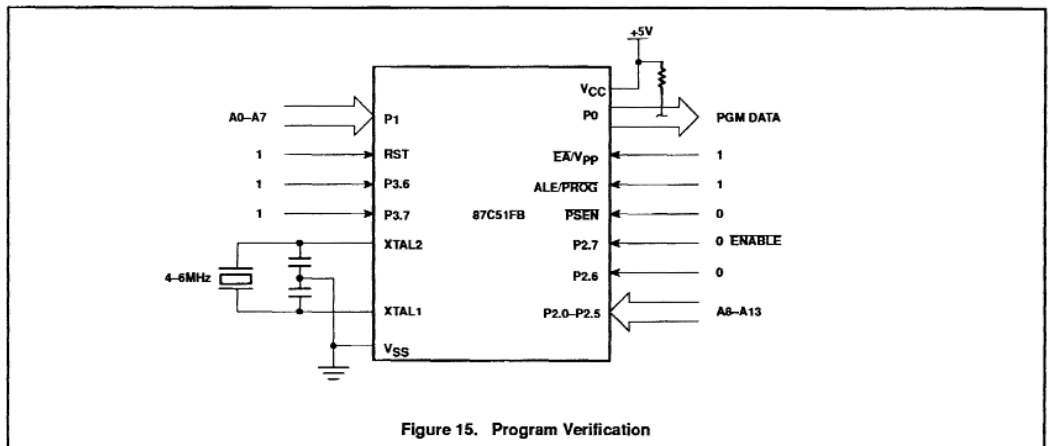 +5V
VCC
A0–A7
P1
P0
PGM DATA
1
RST
EA/VPP
1
1
P3.6
ALE/PROG
1
1
P3.7
87C51FB
PSEN
0
XTAL2
P2.7
0 ENABLE
4–6MHz
P2.6
0
XTAL1
P2.0–P2.5
A8–A13
VSS
Figure 15. Program Verification